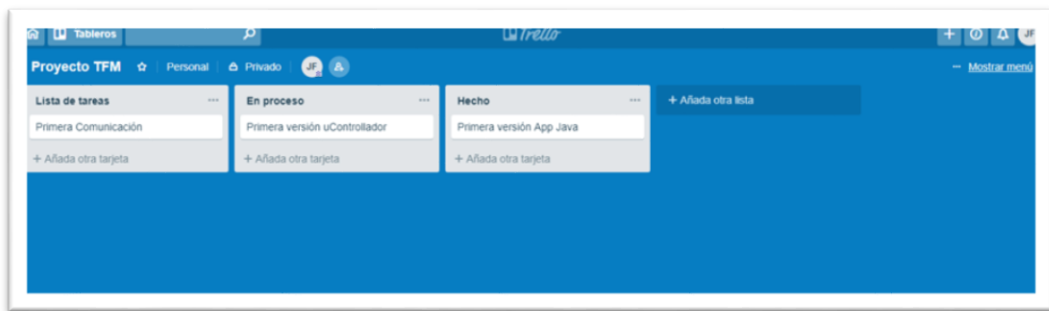 Tableros
Trello
JF
Proyecto TFM
Personal
Privado
JF
Mostrar menú
Lista de tareas
En proceso
Hecho
+ Añada otra lista
Primera Comunicación
Primera versión uControllador
Primera versión App Java
+ Añada otra tarjeta
+ Añada otra tarjeta
+ Añada otra tarjeta